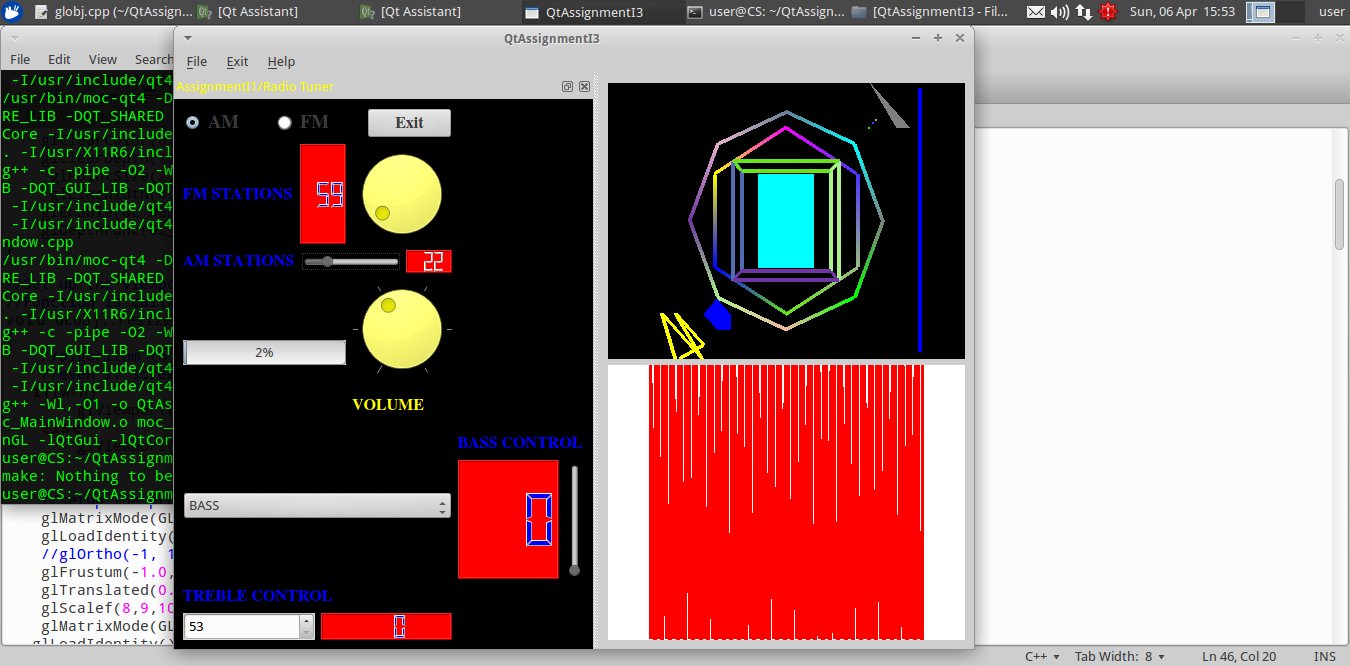 globj.cpp (~/QtAssign... [Qt Assistant] [Qt Assistant] QtAssignmentI3 user@CS: ~/QtAssign... [QtAssignmentI3 - Fil... Sun, 06 Apr 15:53 user
QtAssignmentI3
File Edit View Search
File Exit Help
AssignmentI1/Radio Tuner
AM FM Exit
FM STATIONS 59
AM STATIONS 22
2%
VOLUME
BASS CONTROL
BASS 0
TREBLE CONTROL
53 0
-I/usr/include/qt4
/usr/bin/moc-qt4 -D
RE_LIB -DQT_SHARED
Core -I/usr/include
. -I/usr/X11R6/incl
g++ -c -pipe -O2 -W
B -DQT_GUI_LIB -DQT
-I/usr/include/qt4
-I/usr/include/qt4
ndow.cpp
/usr/bin/moc-qt4 -D
RE_LIB -DQT_SHARED
Core -I/usr/include
. -I/usr/X11R6/incl
g++ -c -pipe -O2 -W
B -DQT_GUI_LIB -DQT
-I/usr/include/qt4
-I/usr/include/qt4
g++ -Wl,-O1 -o QtAs
c_MainWindow.o moc_
nGL -lQtGui -lQtCor
user@CS:~/QtAssignm
make: Nothing to be
user@CS:~/QtAssignm
glMatrixMode(GL
glLoadIdentity(
//glOrtho(-1, 1
glFrustum(-1.0,
glTranslated(0.
glScalef(8,9,10
glMatrixMode(GL
glLoadIdentity()
C++ Tab Width: 8 Ln 46, Col 20 INS